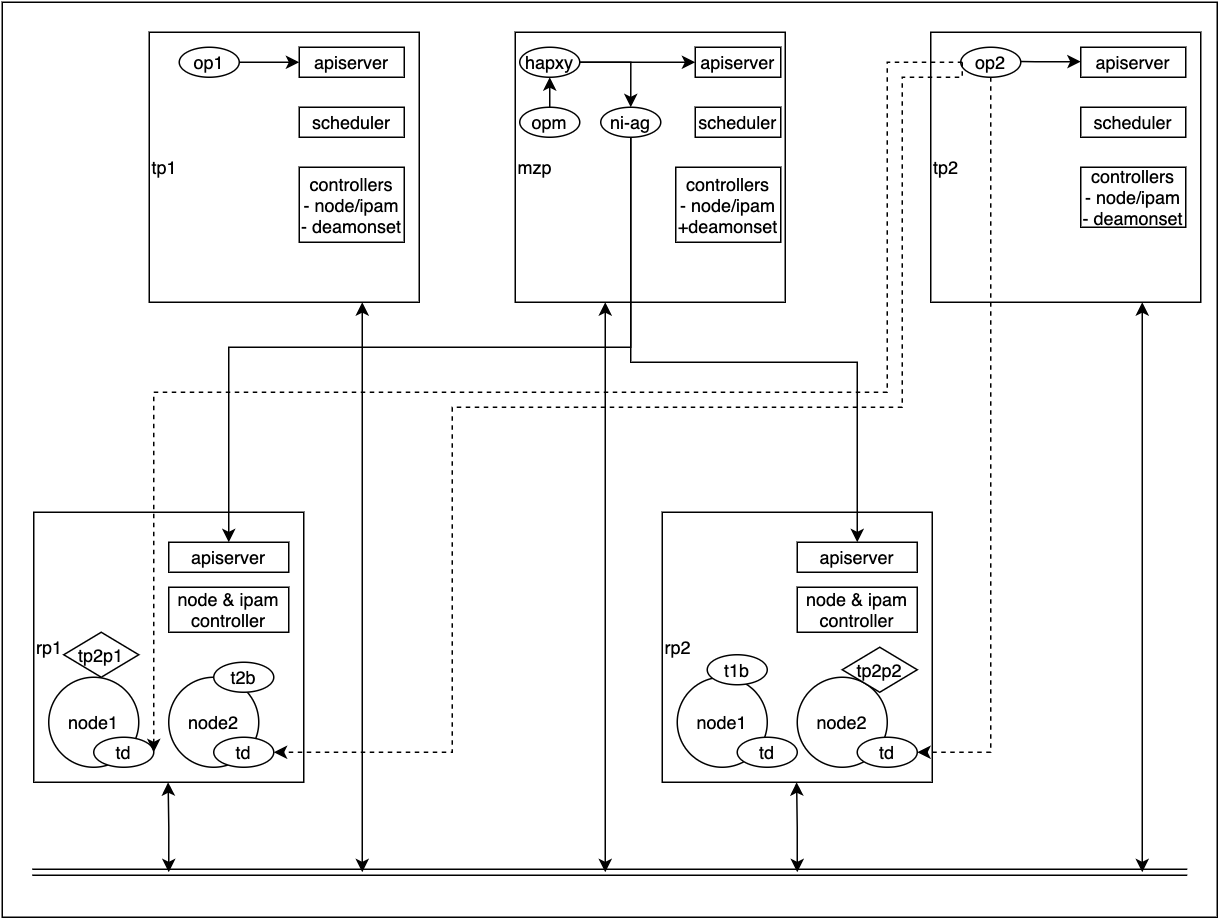 op1
apiserver
scheduler
tp1
controllers
- node/ipam
- deamonset
hapxy
apiserver
opm
ni-ag
scheduler
mzp
controllers
- node/ipam
+deamonset
op2
apiserver
scheduler
tp2
controllers
- node/ipam
- deamonset
apiserver
node & ipam
controller
rp1
tp2p1
t2b
node1
node2
td
td
apiserver
node & ipam
controller
rp2
t1b
tp2p2
node1
node2
td
td